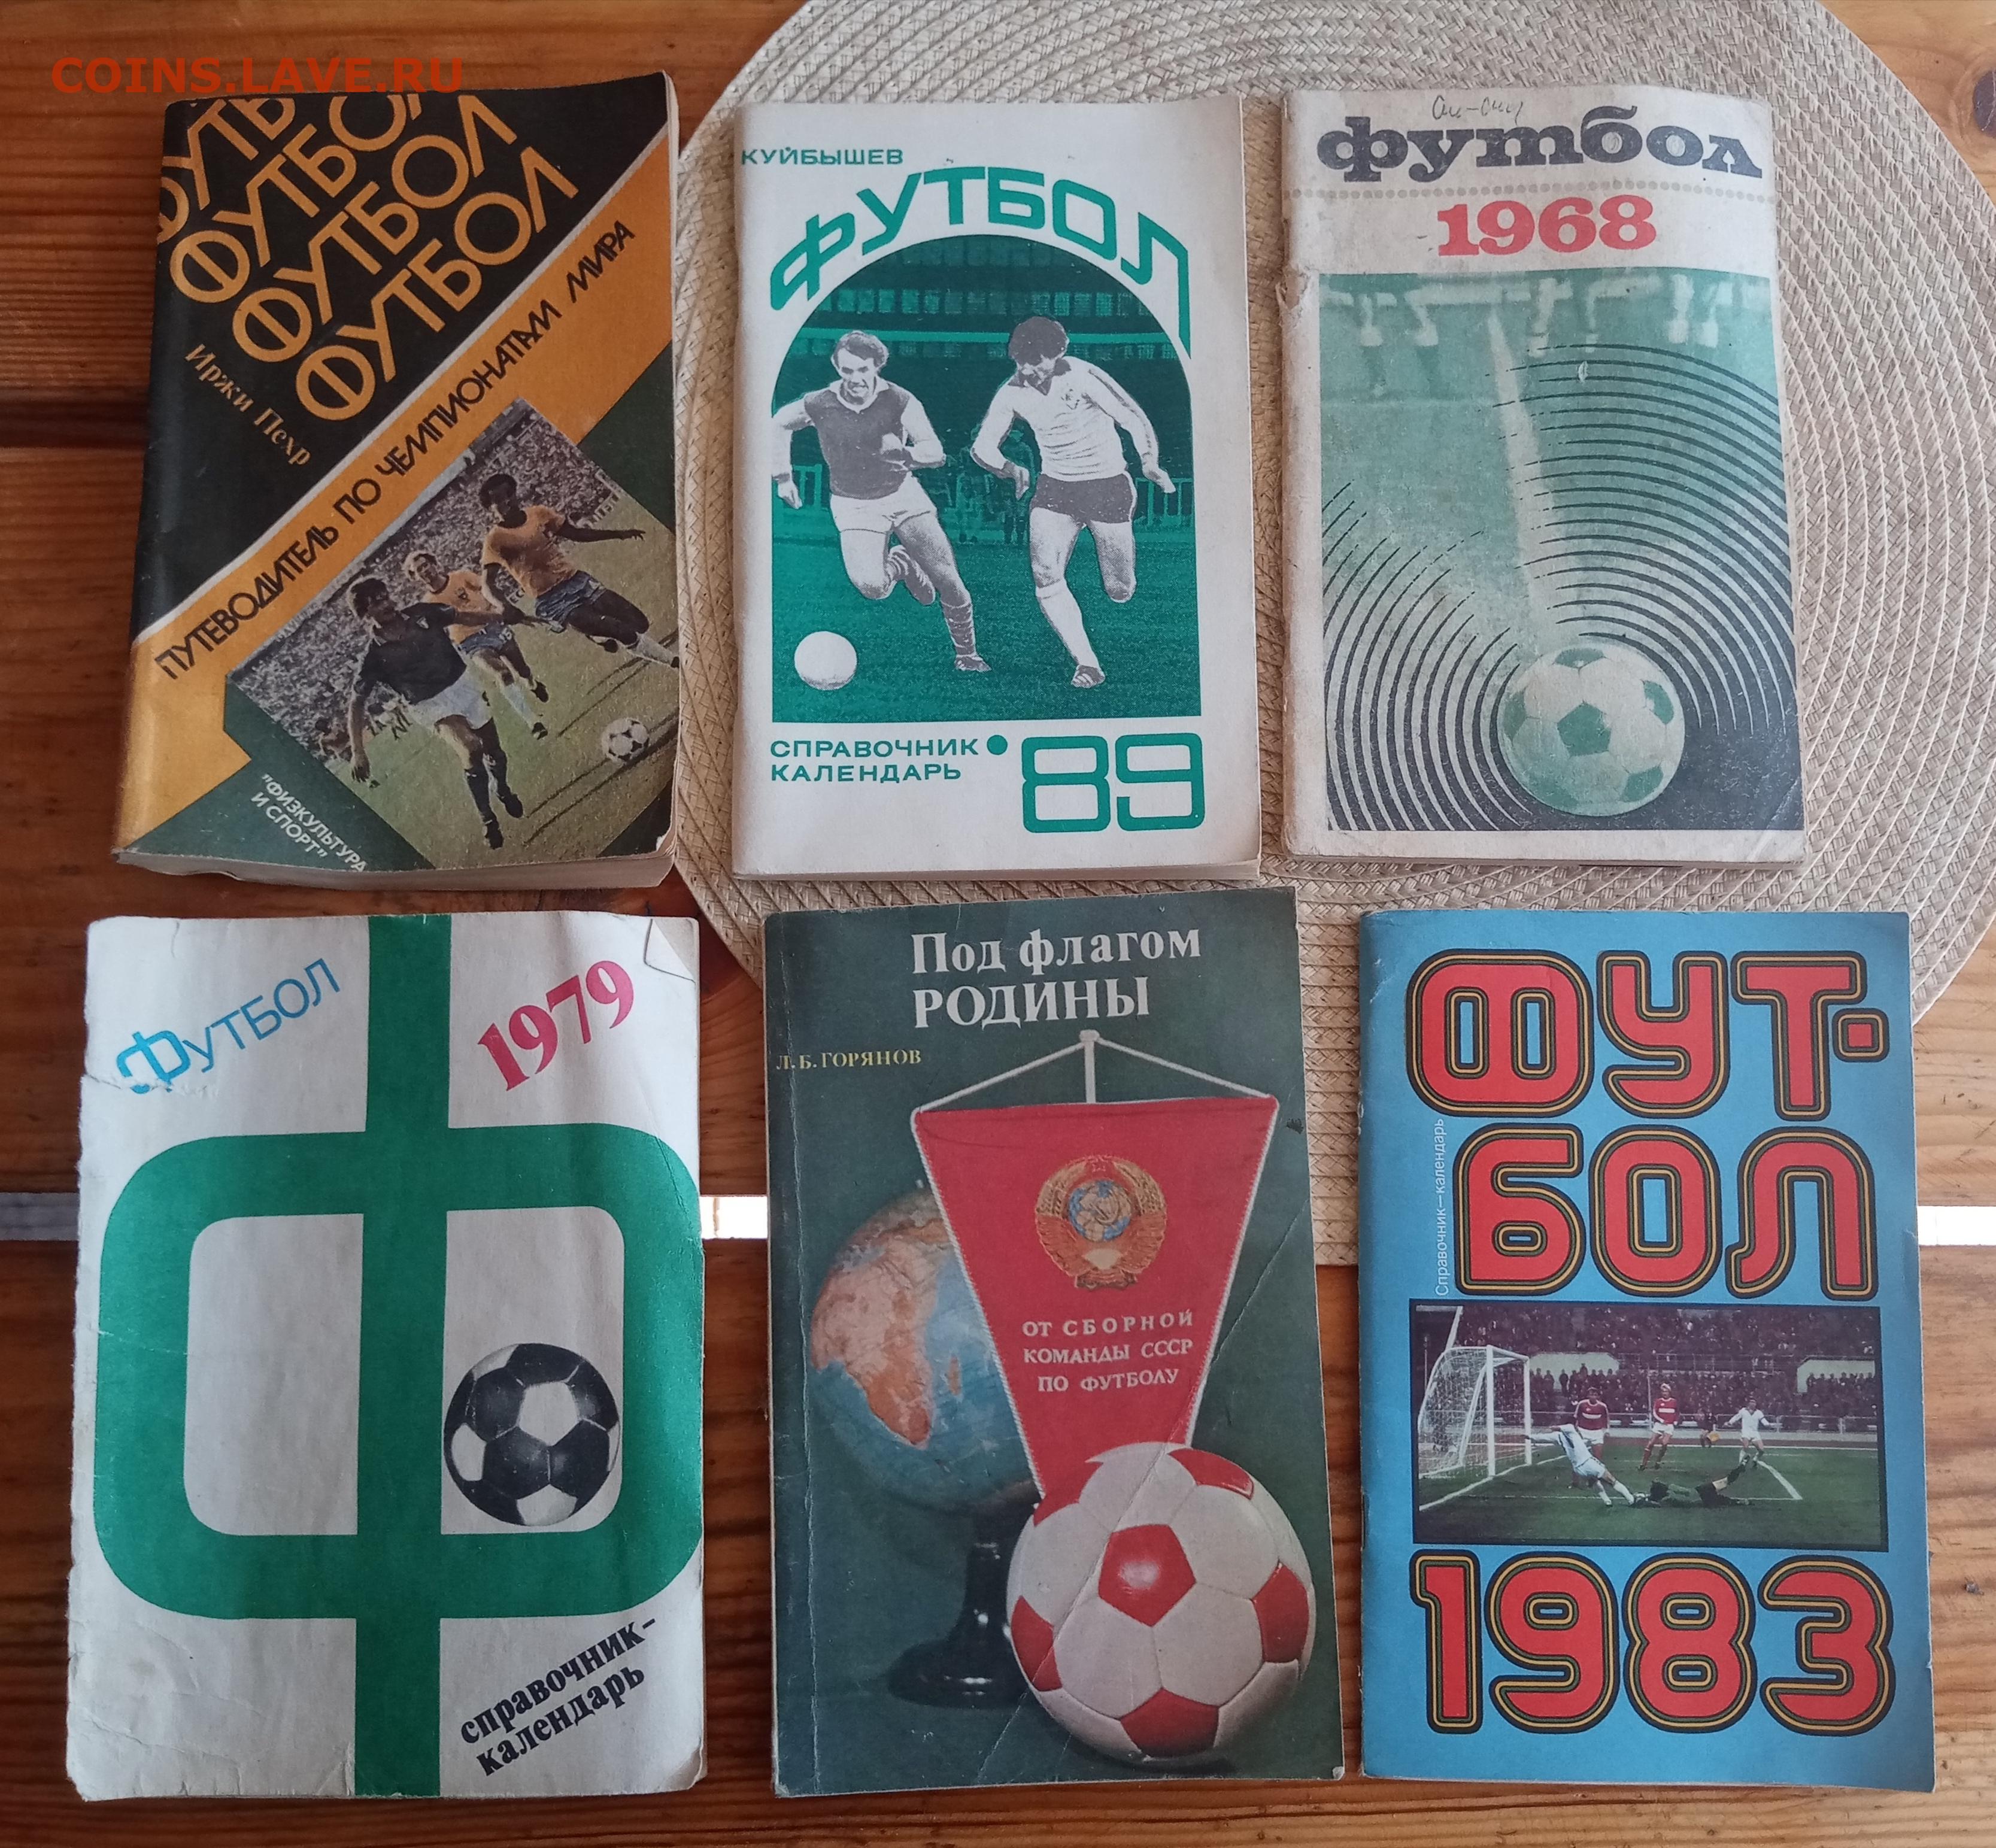 COINS.LAVE.RU
ФУТБОЛ
ФУТБОЛ
ФУТБОЛ
Иржи Пехр
ПУТЕВОДИТЕЛЬ ПО ЧЕМПИОНАТАМ МИРА
"ФИЗКУЛЬТУРА
И СПОРТ"
КУЙБЫШЕВ
ФУТБОЛ
СПРАВОЧНИК •
КАЛЕНДАРЬ 89
футбол
1968
Футбол
1979
справочник-
календарь
Под флагом
РОДИНЫ
Л. Б. ГОРЯНОВ
ОТ СБОРНОЙ
КОМАНДЫ СССР
ПО ФУТБОЛУ
ФУТ-
БОЛ
Справочник—календарь
1983